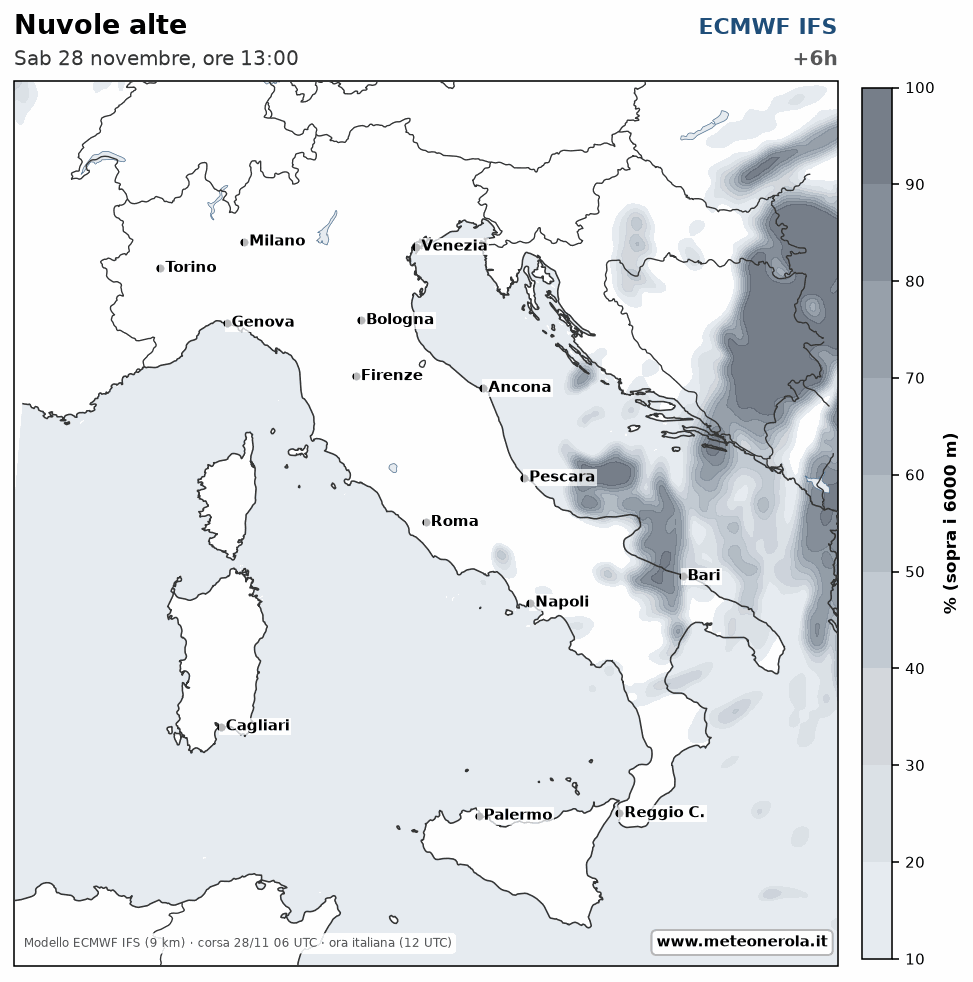 Nuvole alte
ECMWF IFS
Sab 28 novembre, ore 13:00
+6h
100
90
80
70
60
50
40
30
20
10
% (sopra i 6000 m)
Milano
Venezia
Torino
Genova
Bologna
Firenze
Ancona
Pescara
Roma
Bari
Napoli
Cagliari
Palermo
Reggio C.
Modello ECMWF IFS (9 km) · corsa 28/11 06 UTC · ora italiana (12 UTC)
www.meteonerola.it